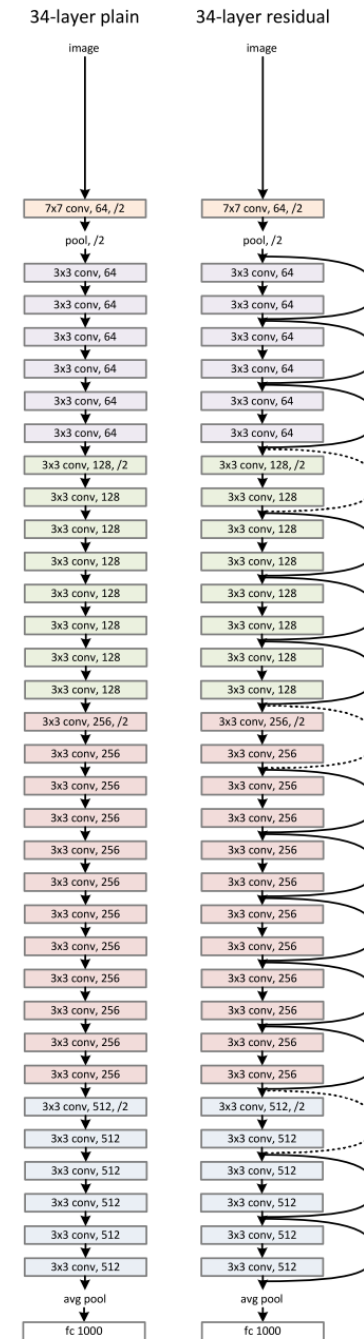 34-layer plain
image
7x7 conv, 64, /2
pool, /2
3x3 conv, 64
3x3 conv, 64
3x3 conv, 64
3x3 conv, 64
3x3 conv, 64
3x3 conv, 64
3x3 conv, 128, /2
3x3 conv, 128
3x3 conv, 128
3x3 conv, 128
3x3 conv, 128
3x3 conv, 128
3x3 conv, 128
3x3 conv, 128
3x3 conv, 256, /2
3x3 conv, 256
3x3 conv, 256
3x3 conv, 256
3x3 conv, 256
3x3 conv, 256
3x3 conv, 256
3x3 conv, 256
3x3 conv, 256
3x3 conv, 256
3x3 conv, 256
3x3 conv, 256
3x3 conv, 512, /2
3x3 conv, 512
3x3 conv, 512
3x3 conv, 512
3x3 conv, 512
3x3 conv, 512
avg pool
fc 1000
34-layer residual
image
7x7 conv, 64, /2
pool, /2
3x3 conv, 64
3x3 conv, 64
3x3 conv, 64
3x3 conv, 64
3x3 conv, 64
3x3 conv, 64
3x3 conv, 128, /2
3x3 conv, 128
3x3 conv, 128
3x3 conv, 128
3x3 conv, 128
3x3 conv, 128
3x3 conv, 128
3x3 conv, 128
3x3 conv, 256, /2
3x3 conv, 256
3x3 conv, 256
3x3 conv, 256
3x3 conv, 256
3x3 conv, 256
3x3 conv, 256
3x3 conv, 256
3x3 conv, 256
3x3 conv, 256
3x3 conv, 256
3x3 conv, 256
3x3 conv, 512, /2
3x3 conv, 512
3x3 conv, 512
3x3 conv, 512
3x3 conv, 512
3x3 conv, 512
avg pool
fc 1000